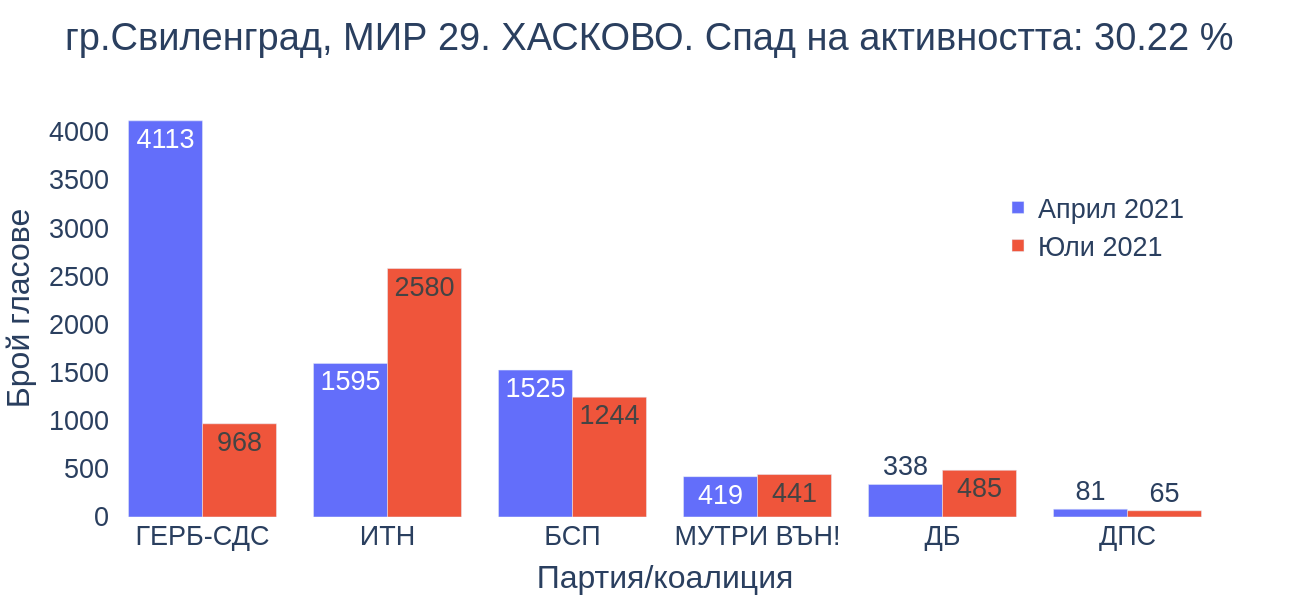 гр.Свиленград, МИР 29. ХАСКОВО. Спад на активността: 30.22 %
Брой гласове
4000
3500
3000
2500
2000
1500
1000
500
0
4113
968
1595
2580
1525
1244
419
441
338
485
81
65
Април 2021
Юли 2021
ГЕРБ-СДС
ИТН
БСП
МУТРИ ВЪН!
ДБ
ДПС
Партия/коалиция